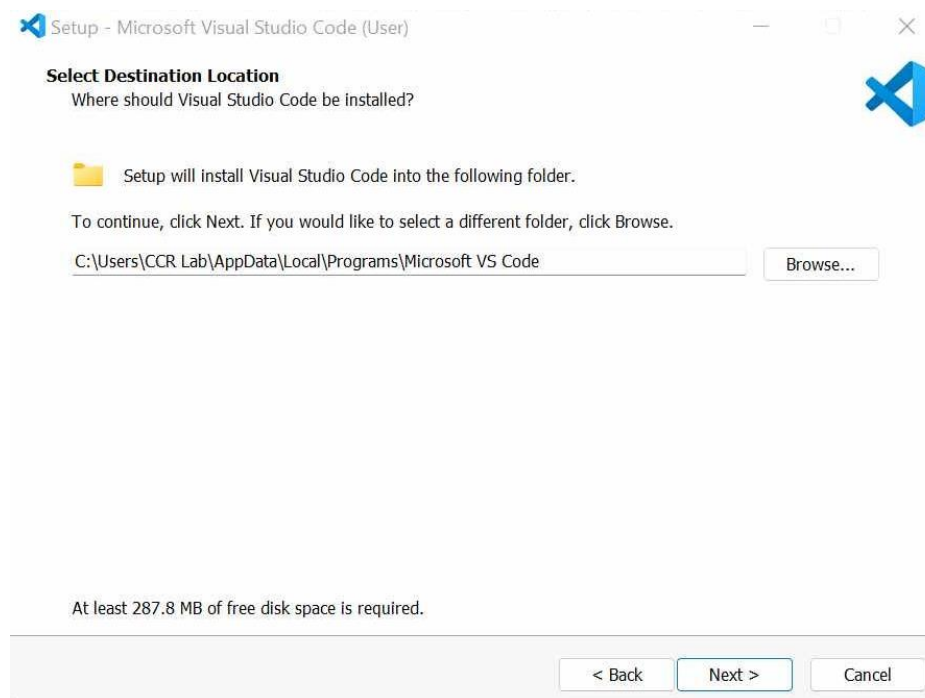 Setup - Microsoft Visual Studio Code (User)
Select Destination Location
Where should Visual Studio Code be installed?
Setup will install Visual Studio Code into the following folder.
To continue, click Next. If you would like to select a different folder, click Browse.
C:\Users\CCR Lab\AppData\Local\Programs\Microsoft VS Code
Browse...
At least 287.8 MB of free disk space is required.
< Back Next > Cancel